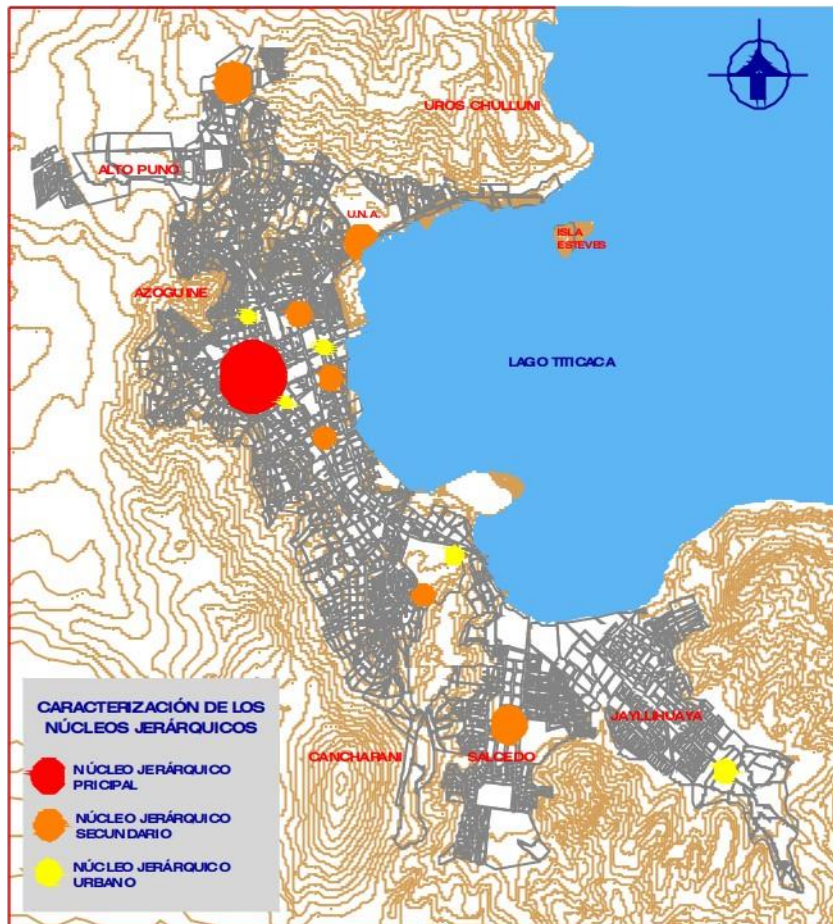 UROS CHULLUNI
ALTO PUNO
U.N.A.
ISLA
ESTEVES
AZOGUINE
LAGO TITICACA
JAYLLIHUAYA
CANCHARANI
SALCEDO
CARACTERIZACIÓN DE LOS
NÚCLEOS JERÁRQUICOS
NÚCLEO JERÁRQUICO
PRICIPAL
NÚCLEO JERÁRQUICO
SECUNDARIO
NÚCLEO JERÁRQUICO
URBANO